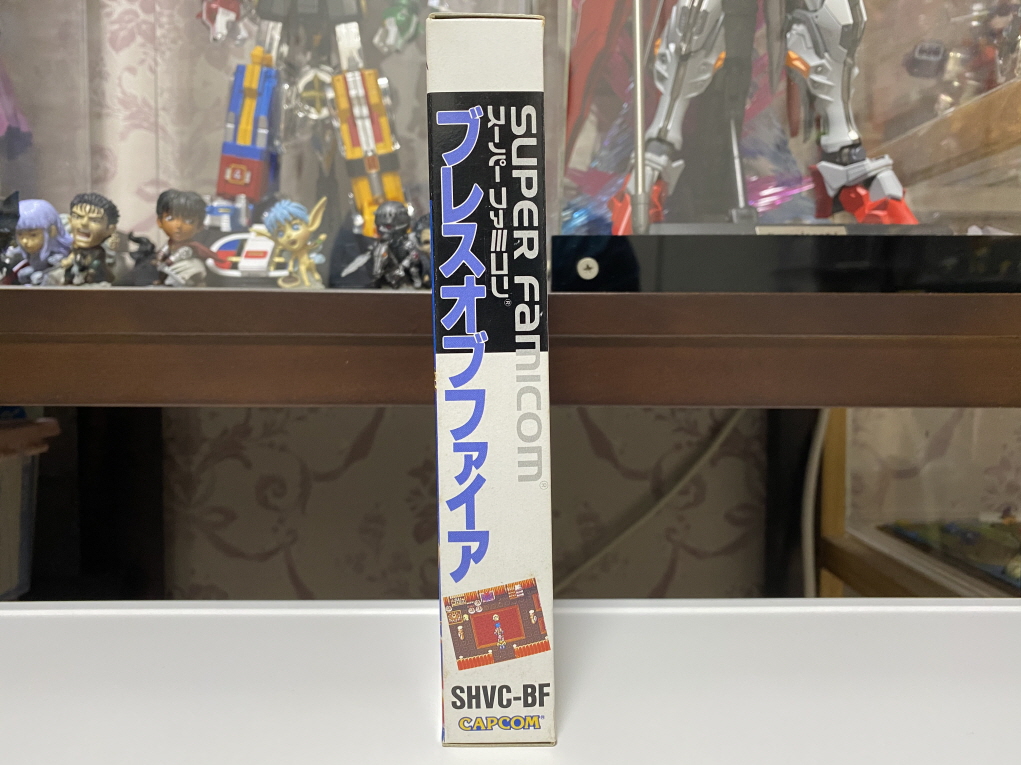 SUPER Famicom®
スーパーファミコン®
ブレスオブファイア
SHVC-BF
CAPCOM®
4